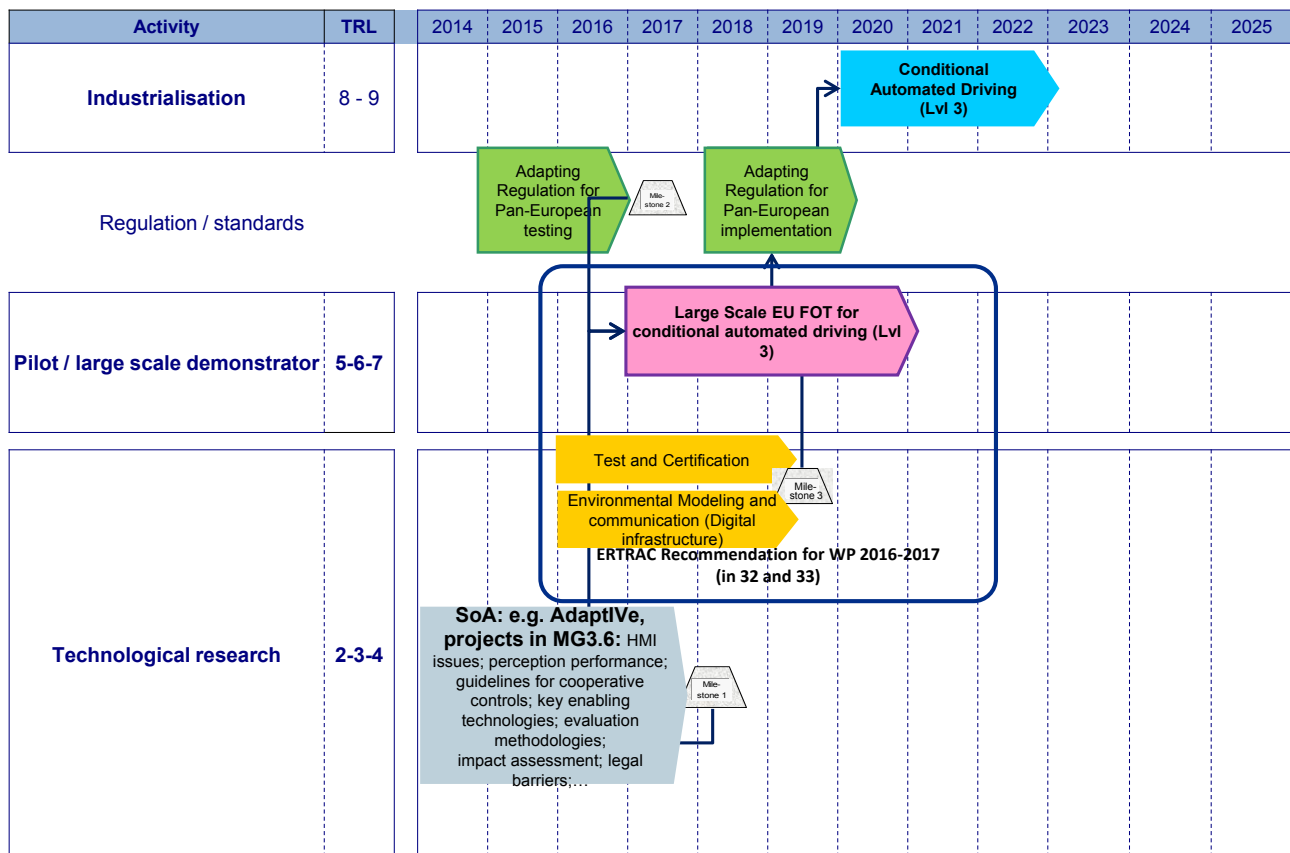 Activity TRL 2014 2015 2016 2017 2018 2019 2020 2021 2022 2023 2024 2025
Industrialisation 8 - 9
Conditional
Automated Driving
(Lvl 3)
Regulation / standards
Adapting
Regulation for
Pan-European
testing
Mile-
stone 2
Adapting
Regulation for
Pan-European
implementation
Pilot / large scale demonstrator 5-6-7
Large Scale EU FOT for
conditional automated driving (Lvl
3)
Technological research 2-3-4
Test and Certification
Mile-
stone 3
Environmental Modeling and
communication (Digital
infrastructure)
ERTRAC Recommendation for WP 2016-2017
(in 32 and 33)
SoA: e.g. AdaptIVe,
projects in MG3.6: HMI
issues; perception performance;
guidelines for cooperative
controls; key enabling
technologies; evaluation
methodologies;
impact assessment; legal
barriers;…
Mile-
stone 1